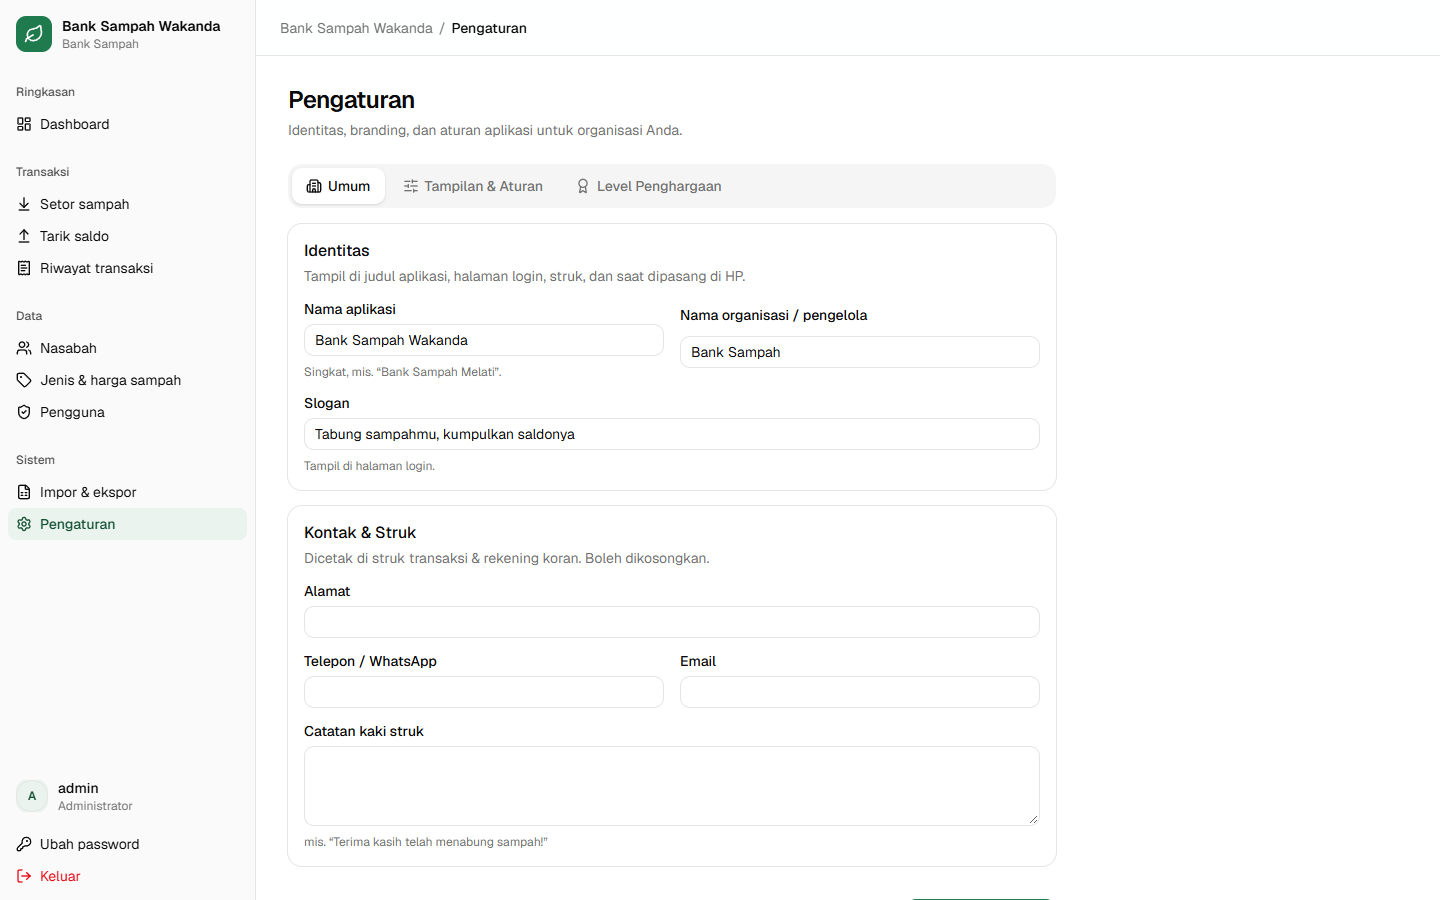 Bank Sampah Wakanda
Bank Sampah
Ringkasan
Dashboard
Transaksi
Setor sampah
Tarik saldo
Riwayat transaksi
Data
Nasabah
Jenis & harga sampah
Pengguna
Sistem
Impor & ekspor
Pengaturan
A
admin
Administrator
Ubah password
Keluar
Bank Sampah Wakanda / Pengaturan
Pengaturan
Identitas, branding, dan aturan aplikasi untuk organisasi Anda.
Umum
Tampilan & Aturan
Level Penghargaan
Identitas
Tampil di judul aplikasi, halaman login, struk, dan saat dipasang di HP.
Nama aplikasi
Bank Sampah Wakanda
Singkat, mis. “Bank Sampah Melati”.
Nama organisasi / pengelola
Bank Sampah
Slogan
Tabung sampahmu, kumpulkan saldonya
Tampil di halaman login.
Kontak & Struk
Dicetak di struk transaksi & rekening koran. Boleh dikosongkan.
Alamat
Telepon / WhatsApp
Email
Catatan kaki struk
mis. “Terima kasih telah menabung sampah!”